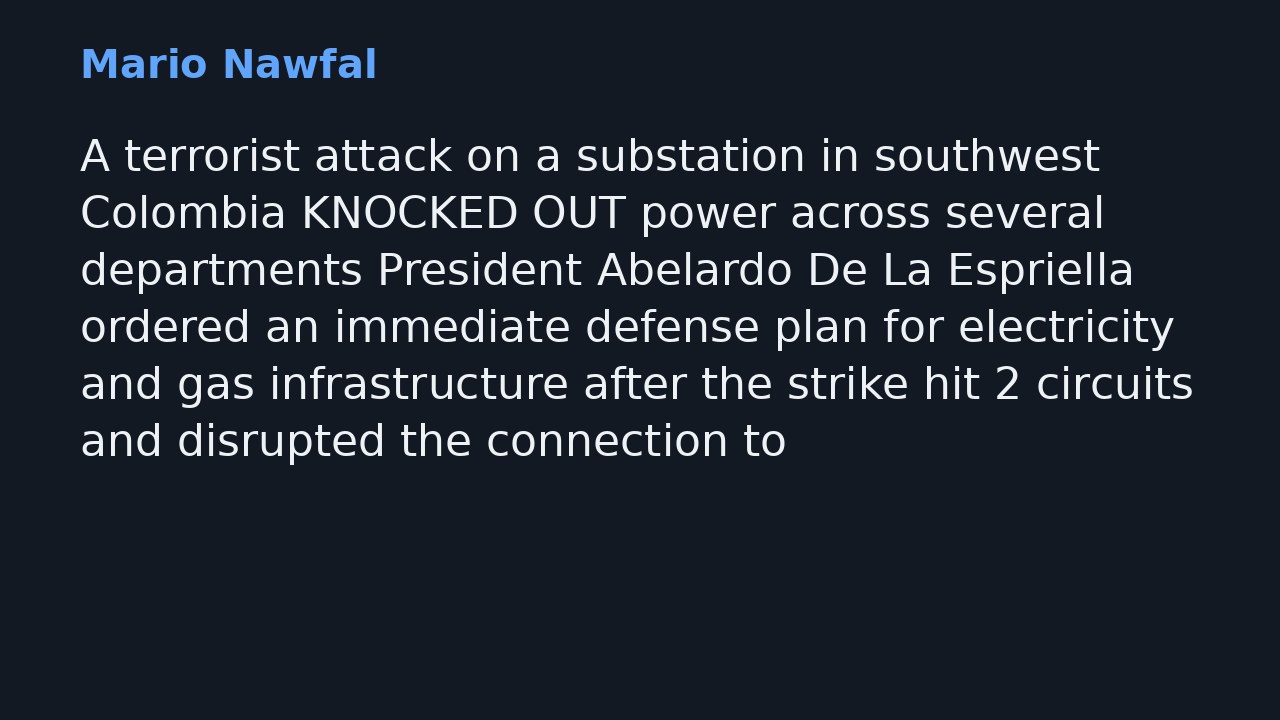 Mario Nawfal
A terrorist attack on a substation in southwest
Colombia KNOCKED OUT power across several
departments President Abelardo De La Espriella
ordered an immediate defense plan for electricity
and gas infrastructure after the strike hit 2 circuits
and disrupted the connection to